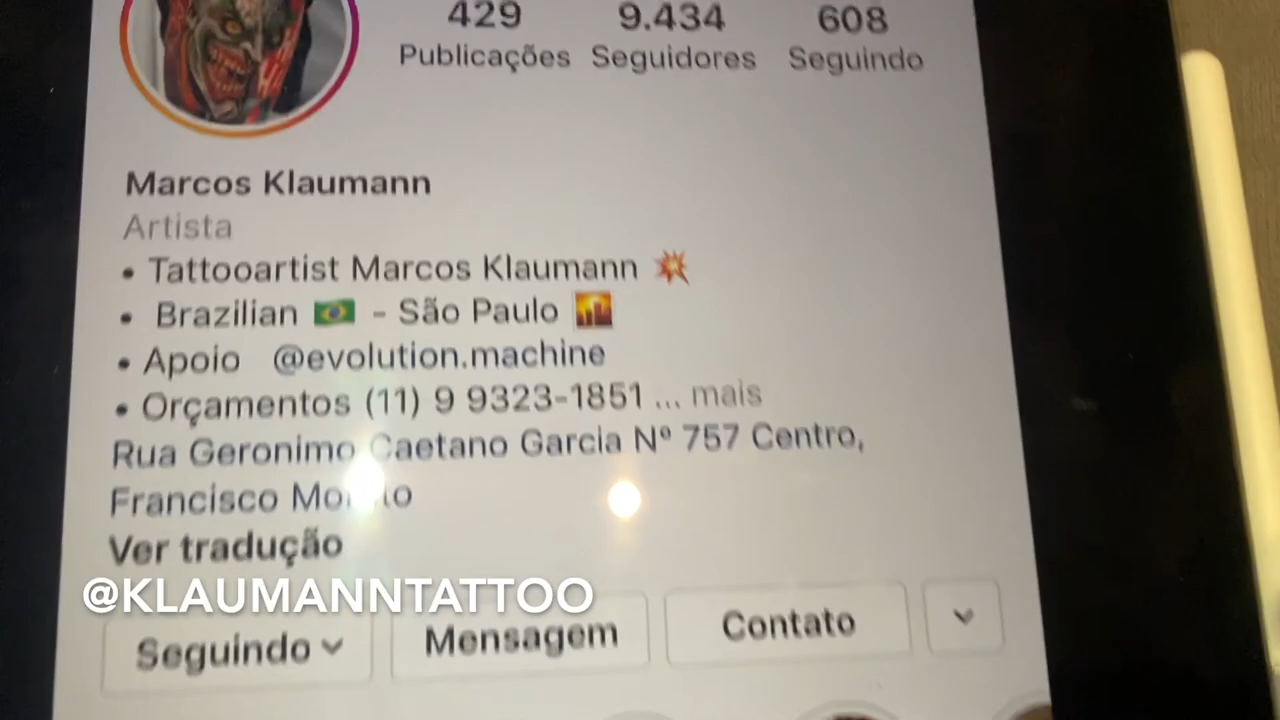 429 9.434 608
Publicações Seguidores Seguindo
Marcos Klaumann
Artista
• Tattooartist Marcos Klaumann 💥
• Brazilian 🇧🇷 - São Paulo 🌇
• Apoio @evolution.machine
• Orçamentos (11) 9 9323-1851 ... mais
Rua Geronimo Caetano Garcia Nº 757 Centro,
Francisco
Ver tradução
@KLAUMANNTATTOO
Seguindo Mensagem Contato